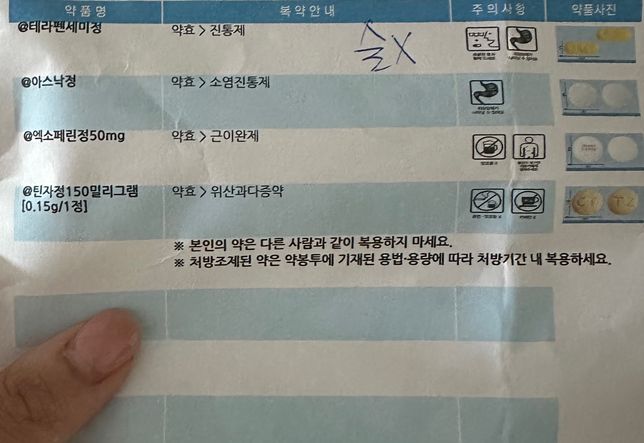 약품명 복약안내 주의사항 약품사진
@테라펜세미정 약효 > 진통제
술X
@아스낙정 약효 > 소염진통제
@엑소페린정50mg 약효 > 근이완제
@틴자정150밀리그램 약효 > 위산과다증약
[0.15g/1정]
※ 본인의 약은 다른 사람과 같이 복용하지 마세요.
※ 처방조제된 약은 약봉투에 기재된 용법·용량에 따라 처방기간 내 복용하세요.